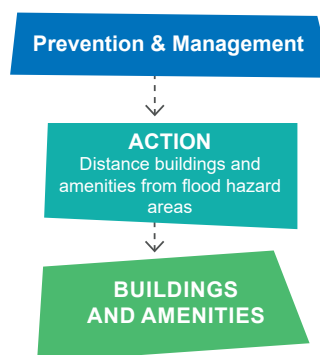 Prevention & Management
ACTION
Distance buildings and
amenities from flood hazard
areas
BUILDINGS
AND AMENITIES